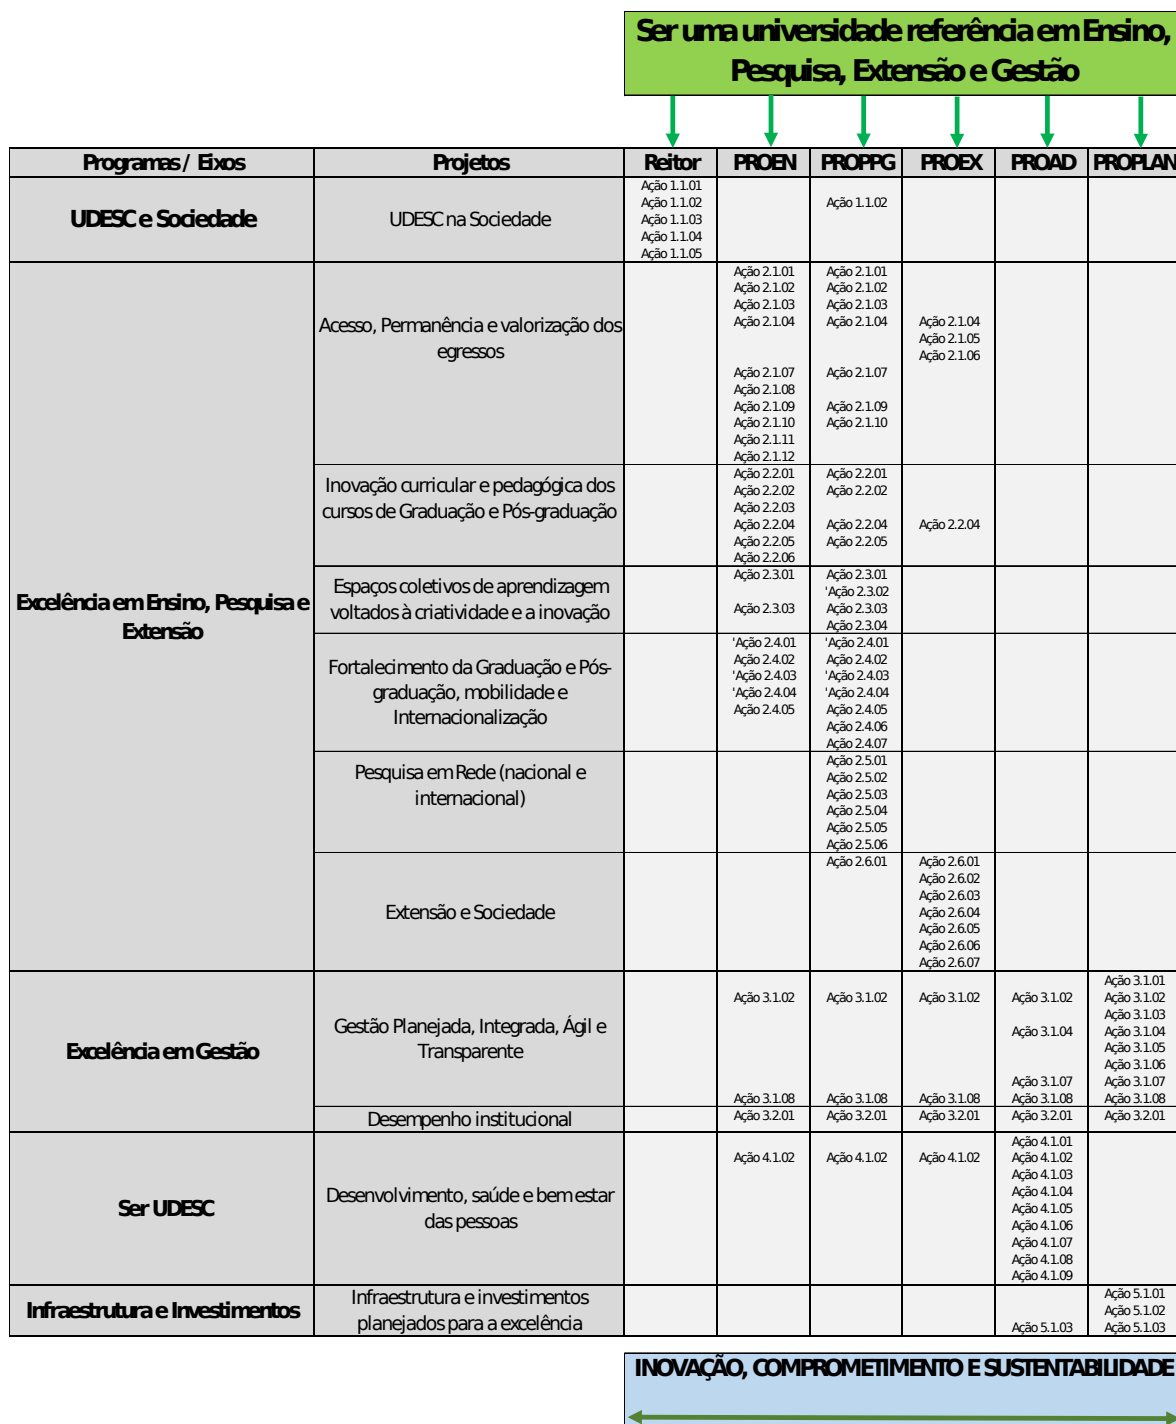 Ser uma universidade referência em Ensino,
Pesquisa, Extensão e Gestão
Programas / Eixos Projetos Reitor PROEN PROPPG PROEX PROAD PROPLAN
UDESC e Sociedade
UDESC na Sociedade
Ação 1.1.01
Ação 1.1.02 Ação 1.1.02
Ação 1.1.03
Ação 1.1.04
Ação 1.1.05
Excelência em Ensino, Pesquisa e
Extensão
Acesso, Permanência e valorização dos
egressos
Ação 2.1.01 Ação 2.1.01
Ação 2.1.02 Ação 2.1.02
Ação 2.1.03 Ação 2.1.03
Ação 2.1.04 Ação 2.1.04 Ação 2.1.04
Ação 2.1.05
Ação 2.1.06
Ação 2.1.07 Ação 2.1.07
Ação 2.1.08
Ação 2.1.09 Ação 2.1.09
Ação 2.1.10 Ação 2.1.10
Ação 2.1.11
Ação 2.1.12
Inovação curricular e pedagógica dos
cursos de Graduação e Pós-graduação
Ação 2.2.01 Ação 2.2.01
Ação 2.2.02 Ação 2.2.02
Ação 2.2.03
Ação 2.2.04 Ação 2.2.04 Ação 2.2.04
Ação 2.2.05 Ação 2.2.05
Ação 2.2.06
Espaços coletivos de aprendizagem
voltados à criatividade e a inovação
Ação 2.3.01 Ação 2.3.01
'Ação 2.3.02
Ação 2.3.03 Ação 2.3.03
Ação 2.3.04
Fortalecimento da Graduação e Pós-
graduação, mobilidade e
Internacionalização
'Ação 2.4.01 'Ação 2.4.01
Ação 2.4.02 Ação 2.4.02
'Ação 2.4.03 'Ação 2.4.03
'Ação 2.4.04 'Ação 2.4.04
Ação 2.4.05 Ação 2.4.05
Ação 2.4.06
Ação 2.4.07
Pesquisa em Rede (nacional e
internacional)
Ação 2.5.01
Ação 2.5.02
Ação 2.5.03
Ação 2.5.04
Ação 2.5.05
Ação 2.5.06
Extensão e Sociedade
Ação 2.6.01 Ação 2.6.01
Ação 2.6.02
Ação 2.6.03
Ação 2.6.04
Ação 2.6.05
Ação 2.6.06
Ação 2.6.07
Excelência em Gestão
Gestão Planejada, Integrada, Ágil e
Transparente
Ação 3.1.01
Ação 3.1.02 Ação 3.1.02 Ação 3.1.02 Ação 3.1.02 Ação 3.1.02
Ação 3.1.03
Ação 3.1.04 Ação 3.1.04
Ação 3.1.05
Ação 3.1.06
Ação 3.1.07 Ação 3.1.07
Ação 3.1.08 Ação 3.1.08 Ação 3.1.08 Ação 3.1.08 Ação 3.1.08
Desempenho institucional Ação 3.2.01 Ação 3.2.01 Ação 3.2.01 Ação 3.2.01 Ação 3.2.01
Ser UDESC
Desenvolvimento, saúde e bem estar
das pessoas
Ação 4.1.01
Ação 4.1.02 Ação 4.1.02 Ação 4.1.02 Ação 4.1.02
Ação 4.1.03
Ação 4.1.04
Ação 4.1.05
Ação 4.1.06
Ação 4.1.07
Ação 4.1.08
Ação 4.1.09
Infraestrutura e Investimentos
Infraestrutura e investimentos
planejados para a excelência
Ação 5.1.01
Ação 5.1.02
Ação 5.1.03 Ação 5.1.03
INOVAÇÃO, COMPROMETIMENTO E SUSTENTABILIDADE